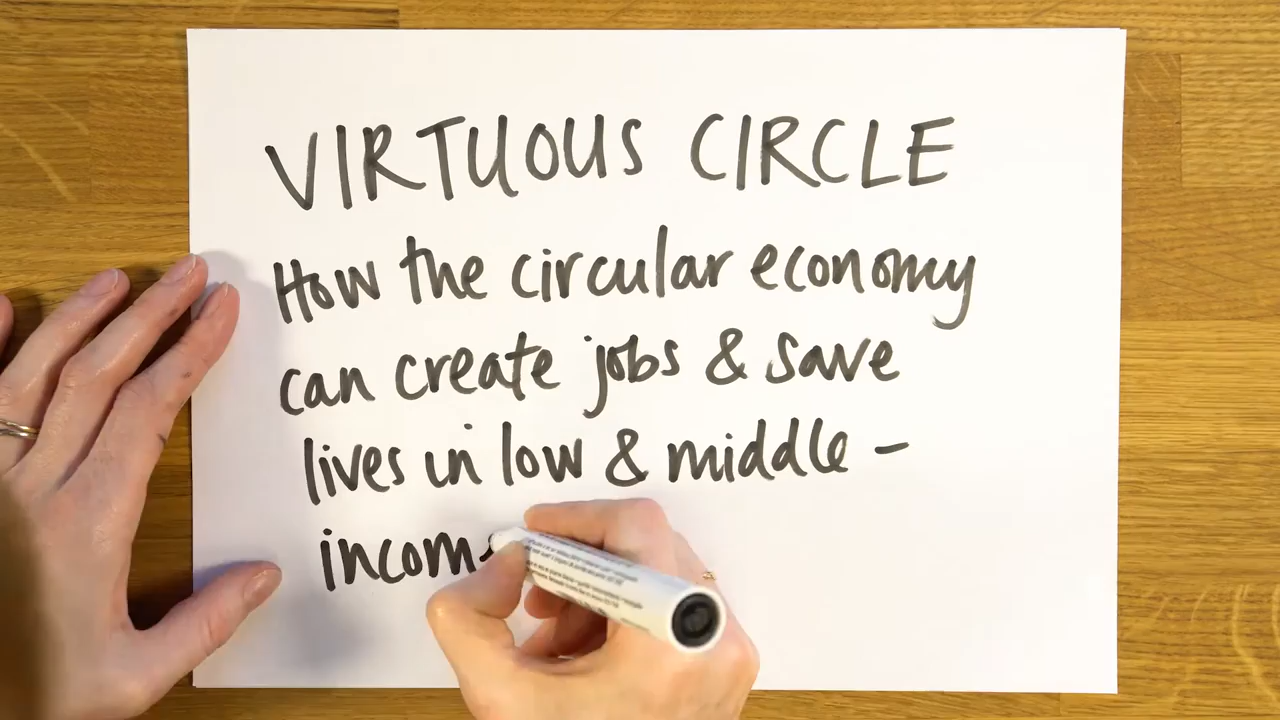 VIRTUOUS CIRCLE
How the circular economy
can create jobs & save
lives in low & middle -
incom